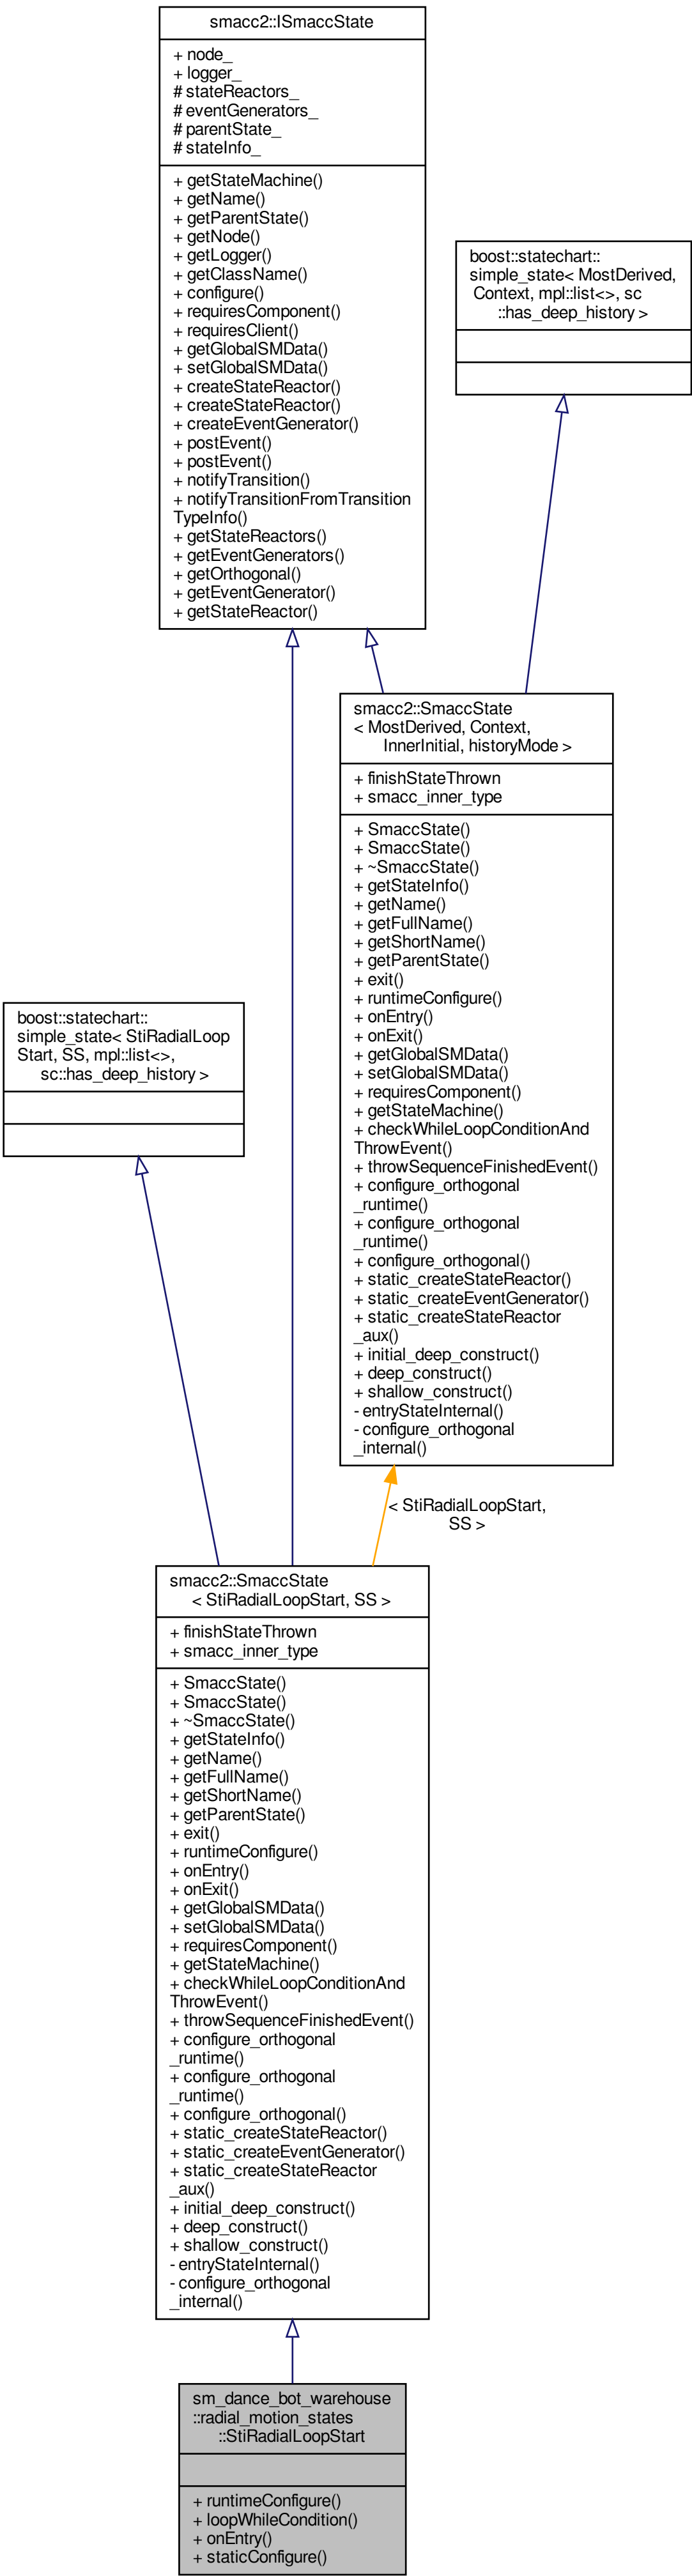 smacc2::ISmaccState
+ node_
+ logger_
# stateReactors_
# eventGenerators_
# parentState_
# stateInfo_
+ getStateMachine()
+ getName()
+ getParentState()
+ getNode()
+ getLogger()
+ getClassName()
+ configure()
+ requiresComponent()
+ requiresClient()
+ getGlobalSMData()
+ setGlobalSMData()
+ createStateReactor()
+ createStateReactor()
+ createEventGenerator()
+ postEvent()
+ postEvent()
+ notifyTransition()
+ notifyTransitionFromTransition
TypeInfo()
+ getStateReactors()
+ getEventGenerators()
+ getOrthogonal()
+ getEventGenerator()
+ getStateReactor()
boost::statechart::
simple_state< MostDerived,
Context, mpl::list<>, sc
::has_deep_history >
smacc2::SmaccState
< MostDerived, Context,
InnerInitial, historyMode >
+ finishStateThrown
+ smacc_inner_type
+ SmaccState()
+ SmaccState()
+ ~SmaccState()
+ getStateInfo()
+ getName()
+ getFullName()
+ getShortName()
+ getParentState()
+ exit()
+ runtimeConfigure()
+ onEntry()
+ onExit()
+ getGlobalSMData()
+ setGlobalSMData()
+ requiresComponent()
+ getStateMachine()
+ checkWhileLoopConditionAnd
ThrowEvent()
+ throwSequenceFinishedEvent()
+ configure_orthogonal
_runtime()
+ configure_orthogonal
_runtime()
+ configure_orthogonal()
+ static_createStateReactor()
+ static_createEventGenerator()
+ static_createStateReactor
_aux()
+ initial_deep_construct()
+ deep_construct()
+ shallow_construct()
- entryStateInternal()
- configure_orthogonal
_internal()
boost::statechart::
simple_state< StiRadialLoop
Start, SS, mpl::list<>,
sc::has_deep_history >
< StiRadialLoopStart,
SS >
smacc2::SmaccState
< StiRadialLoopStart, SS >
+ finishStateThrown
+ smacc_inner_type
+ SmaccState()
+ SmaccState()
+ ~SmaccState()
+ getStateInfo()
+ getName()
+ getFullName()
+ getShortName()
+ getParentState()
+ exit()
+ runtimeConfigure()
+ onEntry()
+ onExit()
+ getGlobalSMData()
+ setGlobalSMData()
+ requiresComponent()
+ getStateMachine()
+ checkWhileLoopConditionAnd
ThrowEvent()
+ throwSequenceFinishedEvent()
+ configure_orthogonal
_runtime()
+ configure_orthogonal
_runtime()
+ configure_orthogonal()
+ static_createStateReactor()
+ static_createEventGenerator()
+ static_createStateReactor
_aux()
+ initial_deep_construct()
+ deep_construct()
+ shallow_construct()
- entryStateInternal()
- configure_orthogonal
_internal()
sm_dance_bot_warehouse
::radial_motion_states
::StiRadialLoopStart
+ runtimeConfigure()
+ loopWhileCondition()
+ onEntry()
+ staticConfigure()